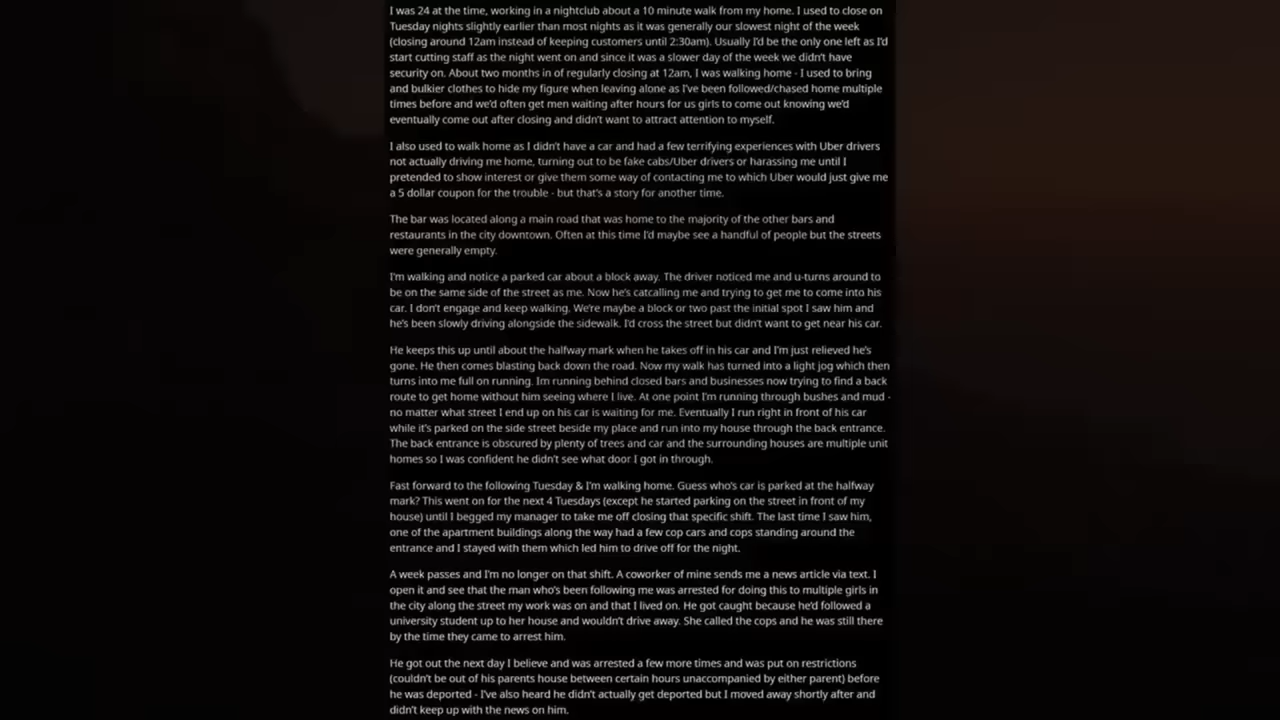 I was 24 at the time, working in a nightclub about a 10 minute walk from my home. I used to close on
Tuesday nights slightly earlier than most nights as it was generally our slowest night of the week
(closing around 12am instead of keeping customers until 2:30am). Usually I'd be the only one left as I'd
start cutting staff as the night went on and since it was a slower day of the week we didn't have
security on. About two months in of regularly closing at 12am, I was walking home - I used to bring
and bulkier clothes to hide my figure when leaving alone as I've been followed/chased home multiple
times before and we'd often get men waiting after hours for us girls to come out knowing we'd
eventually come out after closing and didn't want to attract attention to myself.
I also used to walk home as I didn't have a car and had a few terrifying experiences with Uber drivers
not actually driving me home, turning out to be fake cabs/Uber drivers or harassing me until I
pretended to show interest or give them some way of contacting me to which Uber would just give me
a 5 dollar coupon for the trouble - but that's a story for another time.
The bar was located along a main road that was home to the majority of the other bars and
restaurants in the city downtown. Often at this time I'd maybe see a handful of people but the streets
were generally empty.
I'm walking and notice a parked car about a block away. The driver noticed me and u-turns around to
be on the same side of the street as me. Now he's catcalling me and trying to get me to come into his
car. I don't engage and keep walking. We're maybe a block or two past the initial spot I saw him and
he's been slowly driving alongside the sidewalk. I'd cross the street but didn't want to get near his car.
He keeps this up until about the halfway mark when he takes off in his car and I'm just relieved he's
gone. He then comes blasting back down the road. Now my walk has turned into a light jog which then
turns into me full on running. Im running behind closed bars and businesses now trying to find a back
route to get home without him seeing where I live. At one point I'm running through bushes and mud -
no matter what street I end up on his car is waiting for me. Eventually I run right in front of his car
while it's parked on the side street beside my place and run into my house through the back entrance.
The back entrance is obscured by plenty of trees and car and the surrounding houses are multiple unit
homes so I was confident he didn't see what door I got in through.
Fast forward to the following Tuesday & I'm walking home. Guess who's car is parked at the halfway
mark? This went on for the next 4 Tuesdays (except he started parking on the street in front of my
house) until I begged my manager to take me off closing that specific shift. The last time I saw him,
one of the apartment buildings along the way had a few cop cars and cops standing around the
entrance and I stayed with them which led him to drive off for the night.
A week passes and I'm no longer on that shift. A coworker of mine sends me a news article via text. I
open it and see that the man who's been following me was arrested for doing this to multiple girls in
the city along the street my work was on and that I lived on. He got caught because he'd followed a
university student up to her house and wouldn't drive away. She called the cops and he was still there
by the time they came to arrest him.
He got out the next day I believe and was arrested a few more times and was put on restrictions
(couldn't be out of his parents house between certain hours unaccompanied by either parent) before
he was deported - I've also heard he didn't actually get deported but I moved away shortly after and
didn't keep up with the news on him.